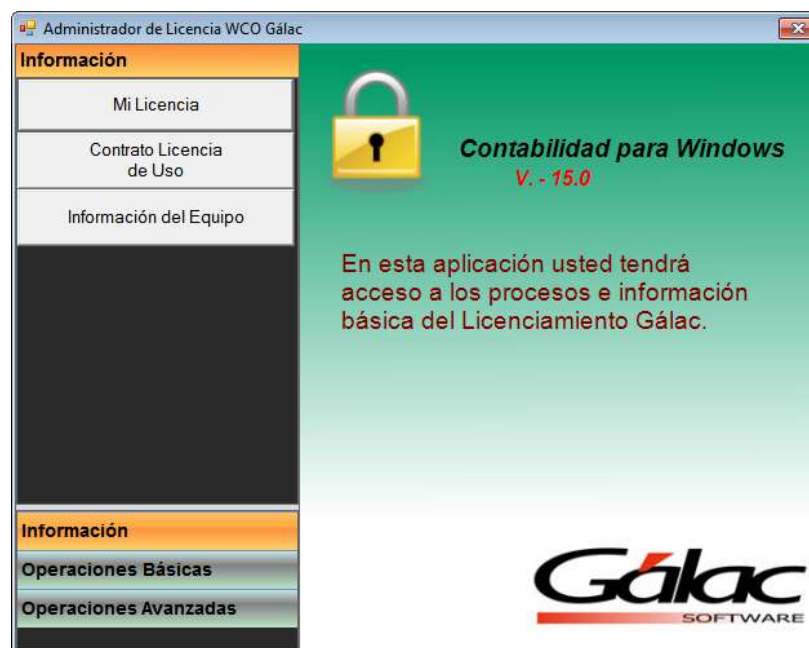 Administrador de Licencia WCO Gálac
Información
Mi Licencia
Contrato Licencia
de Uso
Información del Equipo
Contabilidad para Windows
V. - 15.0
En esta aplicación usted tendrá
acceso a los procesos e información
básica del Licenciamiento Gálac.
Información
Operaciones Básicas
Operaciones Avanzadas
Gálac
SOFTWARE